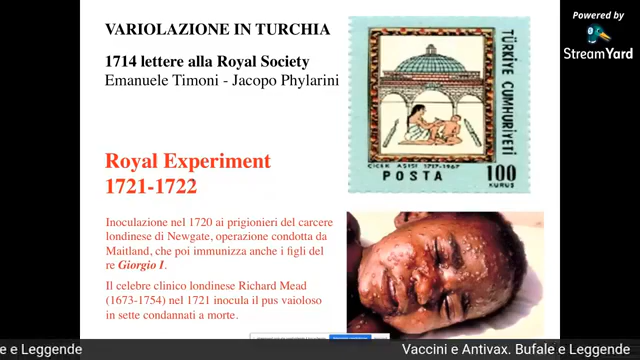 VARIOLAZIONE IN TURCHIA
1714 lettere alla Royal Society
Emanuele Timoni - Jacopo Phylarini
Royal Experiment
1721-1722
Inoculazione nel 1720 ai prigionieri del carcere
londinese di Newgate, operazione condotta da
Maitland, che poi immunizza anche i figli del
re Giorgio I.
Il celebre clinico londinese Richard Mead
(1673-1754) nel 1721 inocula il pus vaioloso
in sette condannati a morte.
TÜRKİYE CUMHURİYETİ
ÇİÇEK AŞISI 1717-1967
POSTA
100
KURUŞ
Powered by
StreamYard
e e Leggende
Vaccini e Antivax. Bufale e Leggende